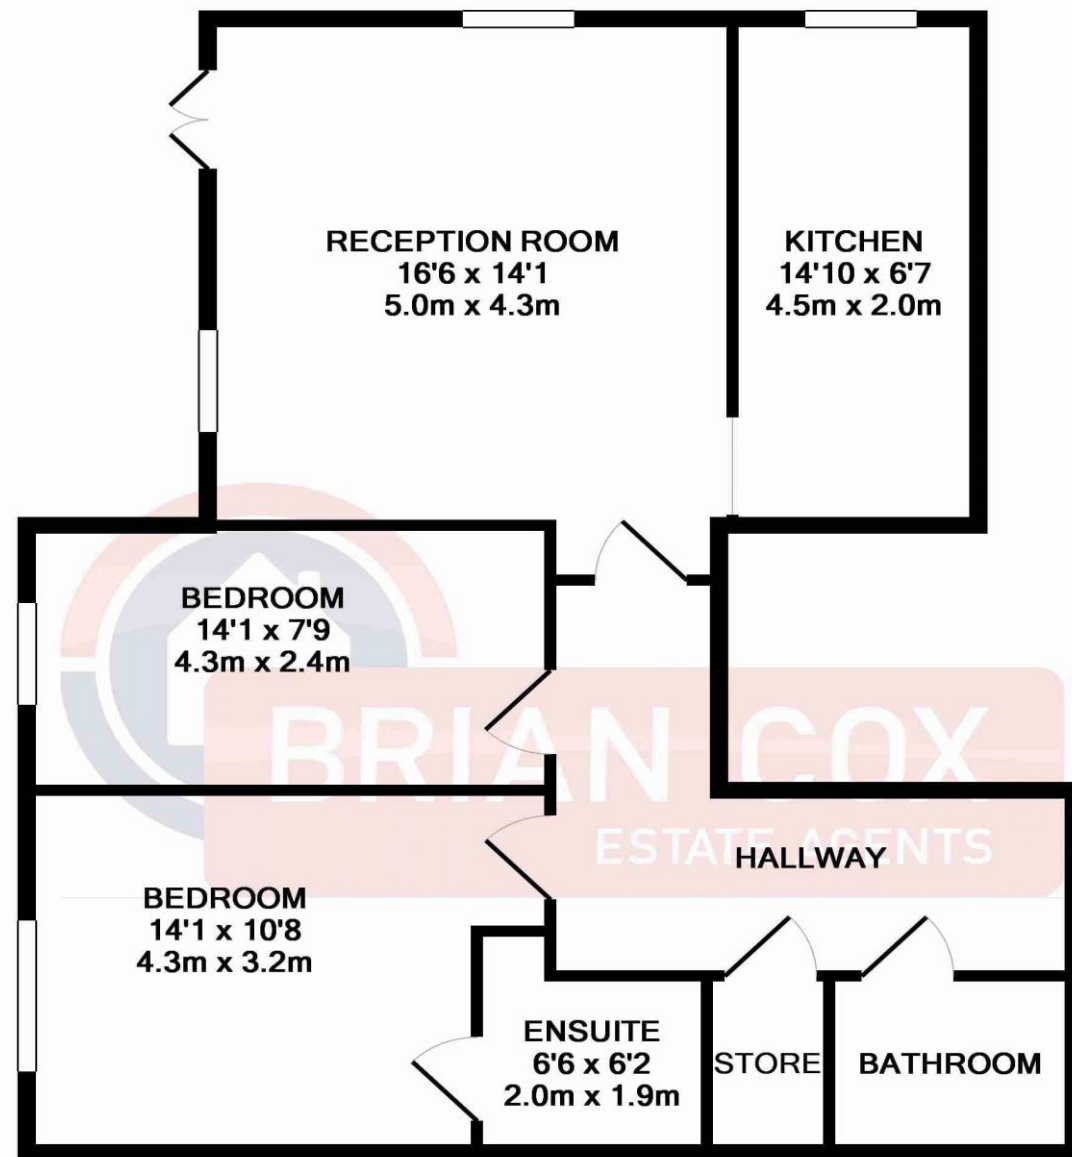 RECEPTION ROOM
16'6 x 14'1
5.0m x 4.3m
KITCHEN
14'10 x 6'7
4.5m x 2.0m
BEDROOM
14'1 x 7'9
4.3m x 2.4m
BRIAN COX
ESTATE AGENTS
HALLWAY
BEDROOM
14'1 x 10'8
4.3m x 3.2m
ENSUITE
6'6 x 6'2
2.0m x 1.9m
STORE
BATHROOM